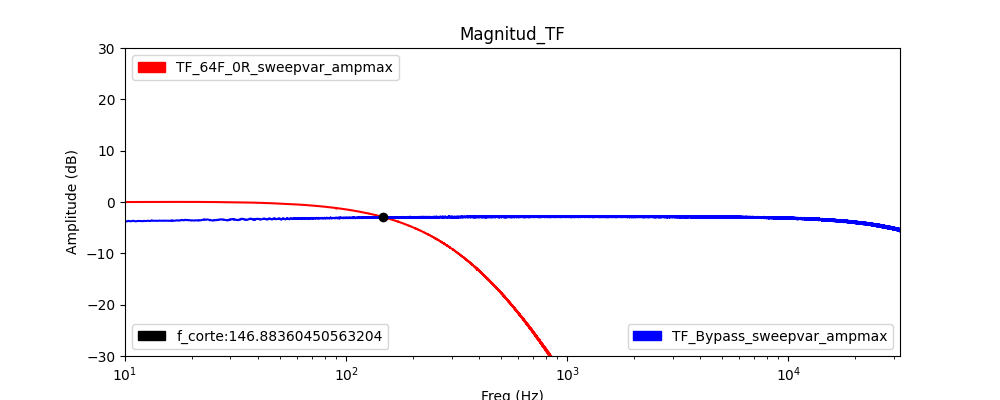 Magnitud_TF
TF_64F_0R_sweepvar_ampmax
Amplitude (dB)
30
20
10
0
−10
−20
−30
f_corte:146.88360450563204
TF_Bypass_sweepvar_ampmax
10¹
10²
10³
10⁴
Freq (Hz)